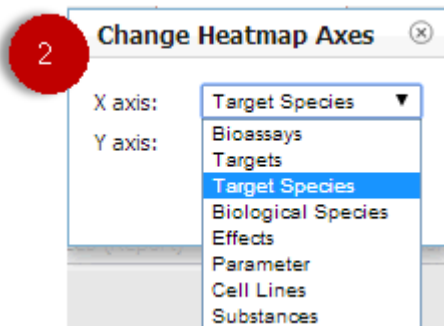 2
Change Heatmap Axes
X axis: Target Species
Y axis:
Bioassays
Targets
Target Species
Biological Species
Effects
Parameter
Cell Lines
Substances